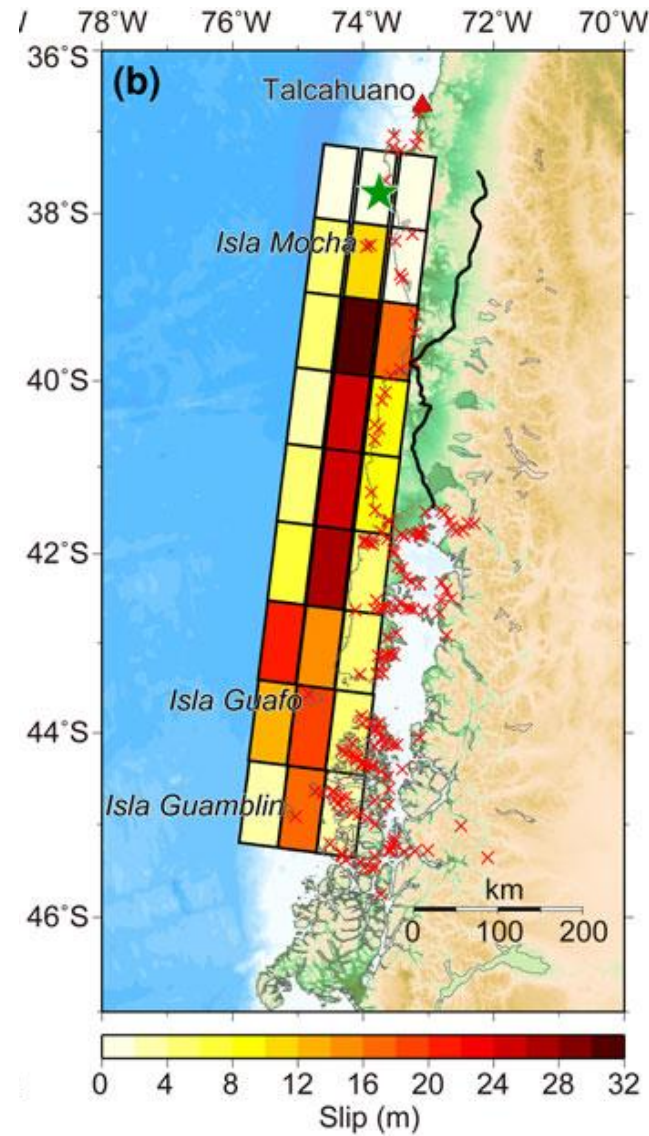 78°W 76°W 74°W 72°W 70°W
36°S
(b)
Talcahuano
38°S
Isla Mocha
40°S
42°S
Isla Guafo
44°S
Isla Guamblin
km
46°S
0 100 200
0 4 8 12 16 20 24 28 32
Slip (m)